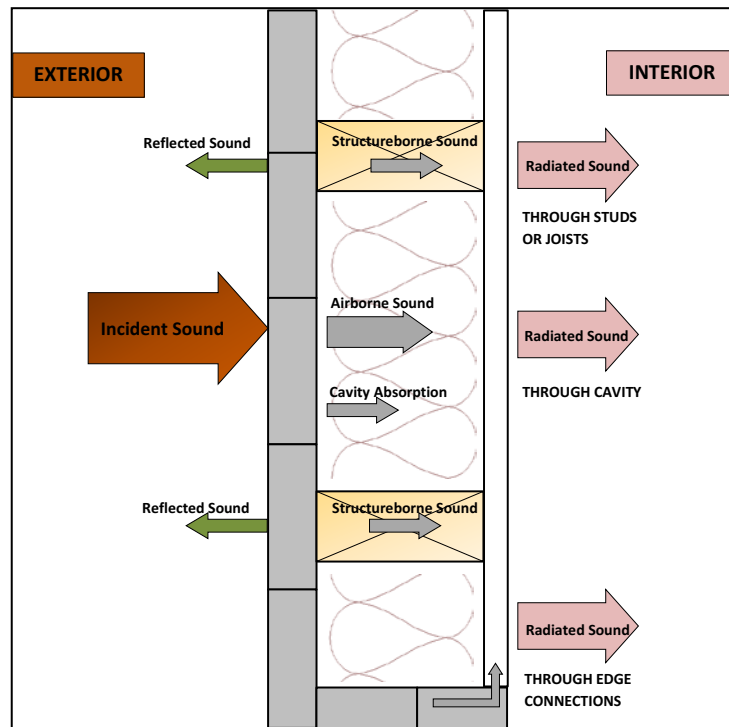 EXTERIOR
INTERIOR
Reflected Sound
Structureborne Sound
Radiated Sound
THROUGH STUDS
OR JOISTS
Incident Sound
Airborne Sound
Radiated Sound
Cavity Absorption
THROUGH CAVITY
Reflected Sound
Structureborne Sound
Radiated Sound
THROUGH EDGE
CONNECTIONS